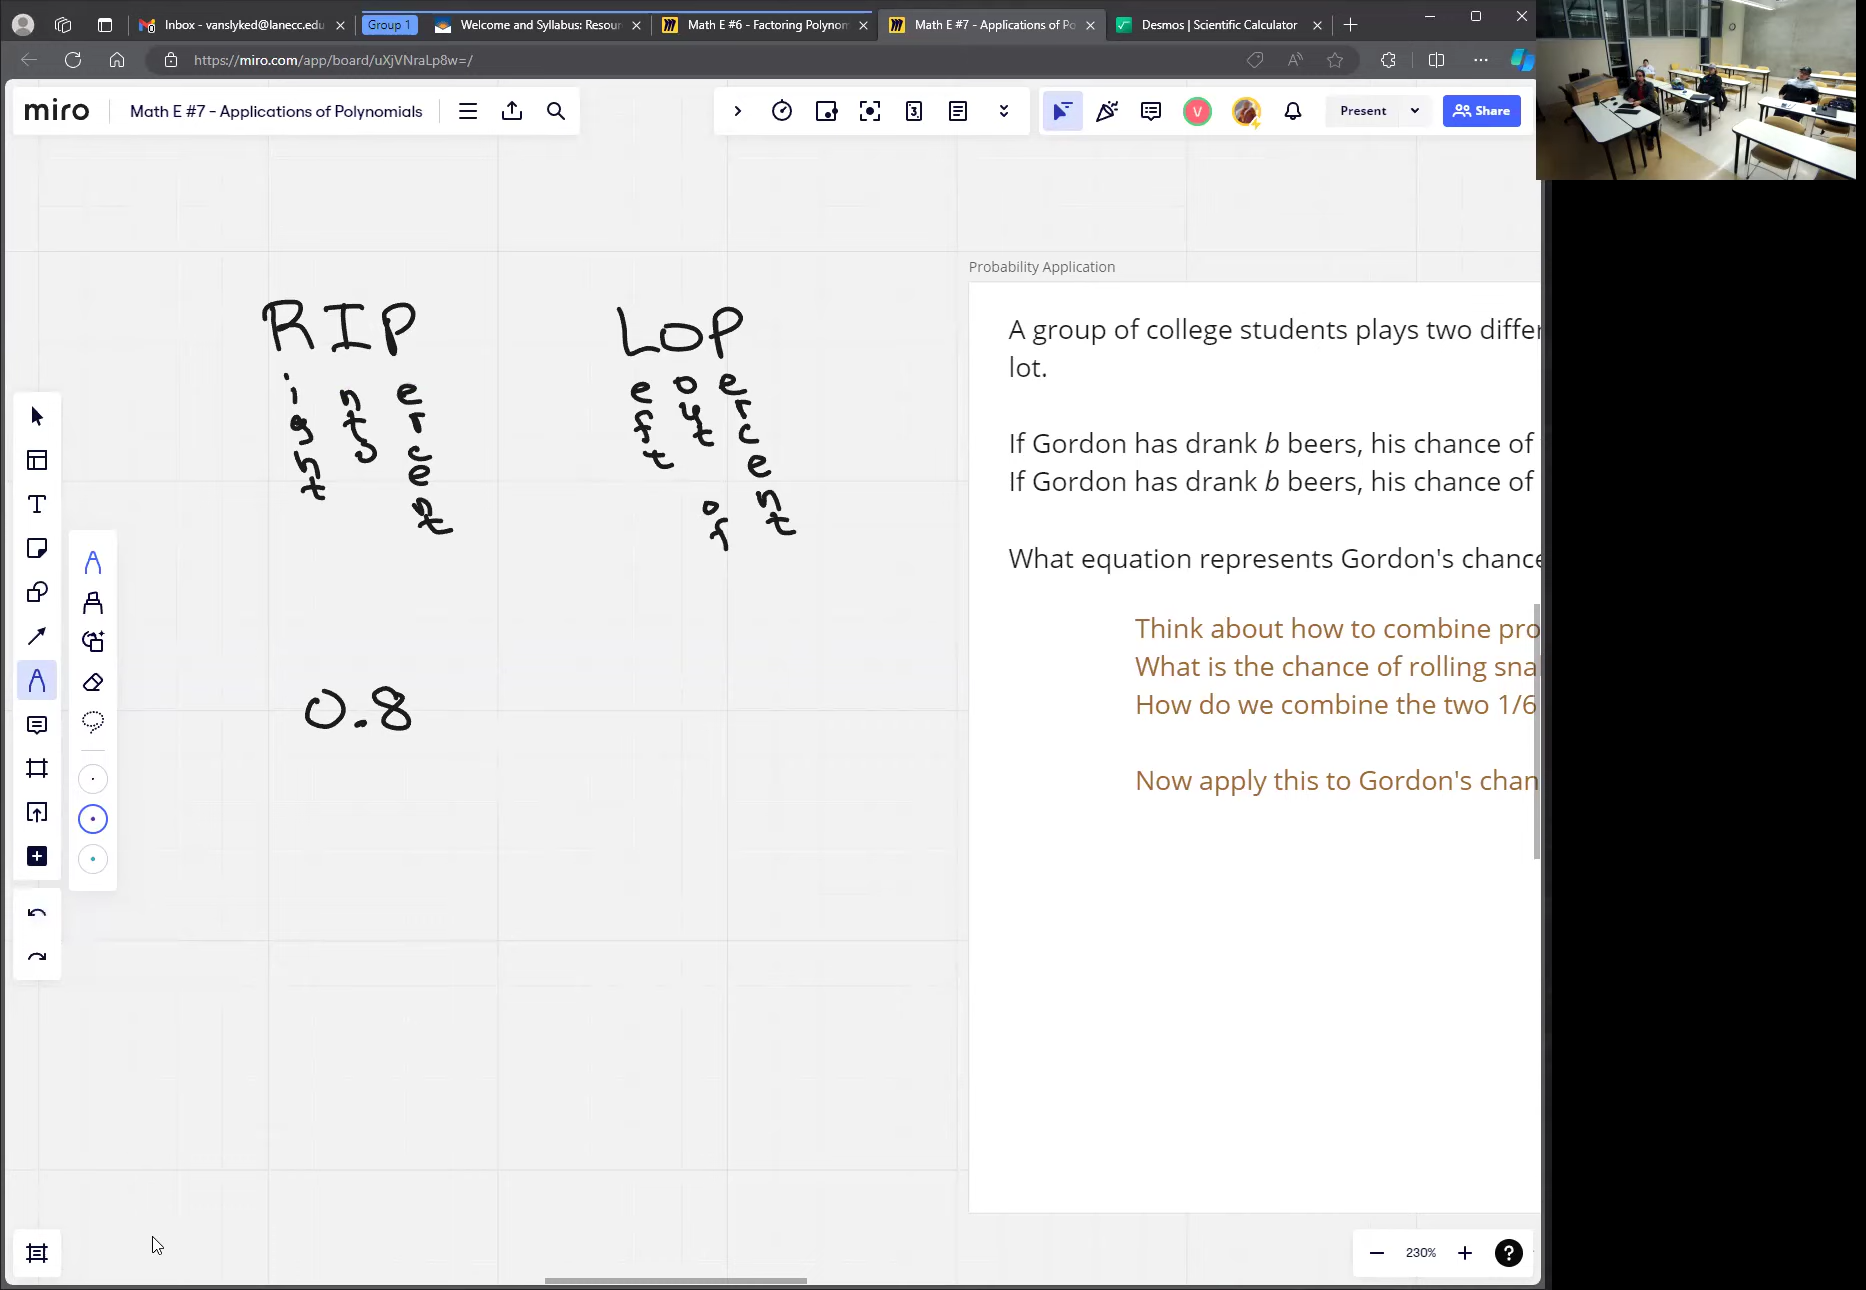 Inbox - vanslyked@lanecc.edu
Group 1
Welcome and Syllabus: Resour
Math E #6 - Factoring Polynom
Math E #7 - Applications of Po
Desmos | Scientific Calculator
https://miro.com/app/board/uXjVNraLp8w=/
miro
Math E #7 - Applications of Polynomials
V
Present
Share
RIP
ight
nto
ercent
LOP
eft
out of
ercent
0.8
Probability Application
A group of college students plays two differ
lot.
If Gordon has drank b beers, his chance of
If Gordon has drank b beers, his chance of
What equation represents Gordon's chance
Think about how to combine pro
What is the chance of rolling sna
How do we combine the two 1/6
Now apply this to Gordon's chan
230%